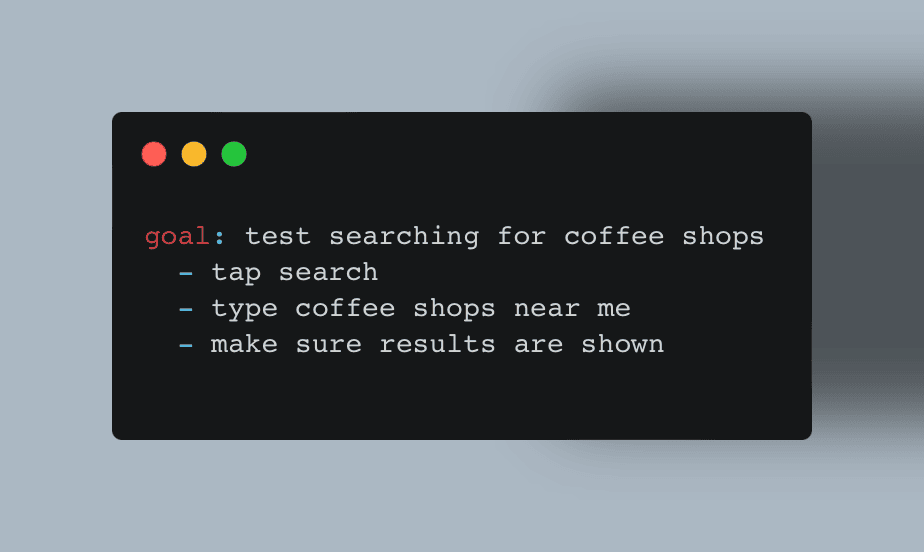 goal: test searching for coffee shops
- tap search
- type coffee shops near me
- make sure results are shown